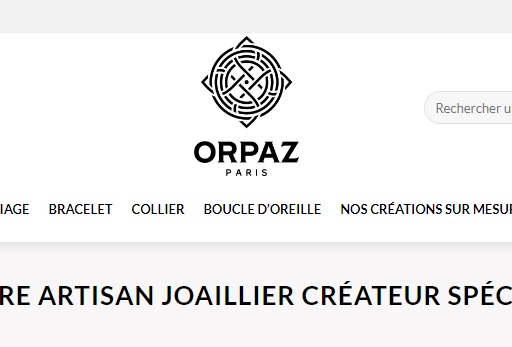 ORPAZ
PARIS
Rechercher u
IAGE BRACELET COLLIER BOUCLE D'OREILLE NOS CRÉATIONS SUR MESUR
RE ARTISAN JOAILLIER CRÉATEUR SPÉC